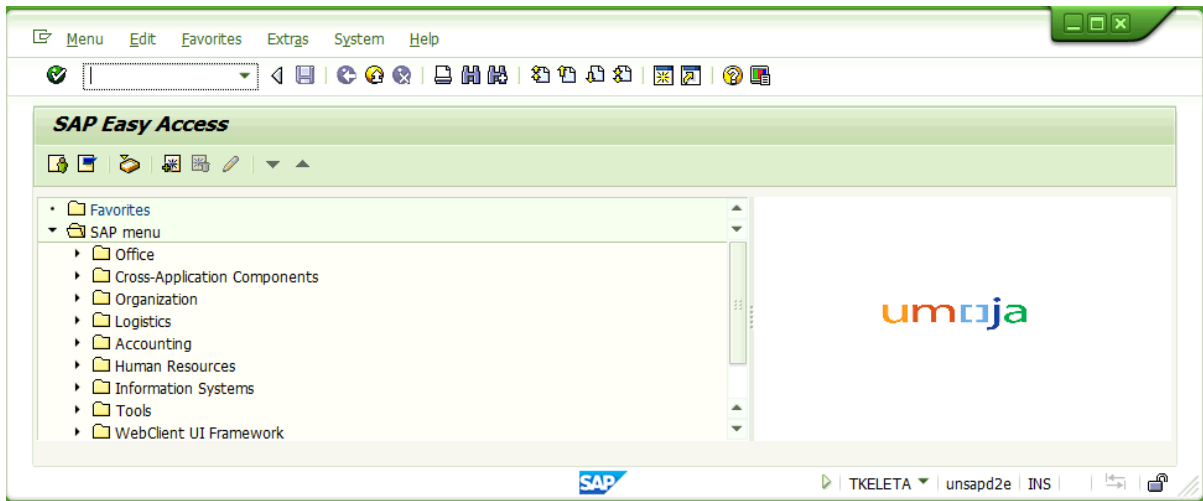 Menu Edit Favorites Extras System Help
SAP Easy Access
Favorites
SAP menu
Office
Cross-Application Components
Organization
Logistics
Accounting
Human Resources
Information Systems
Tools
WebClient UI Framework
umoja
SAP
TKELETA unsapd2e INS